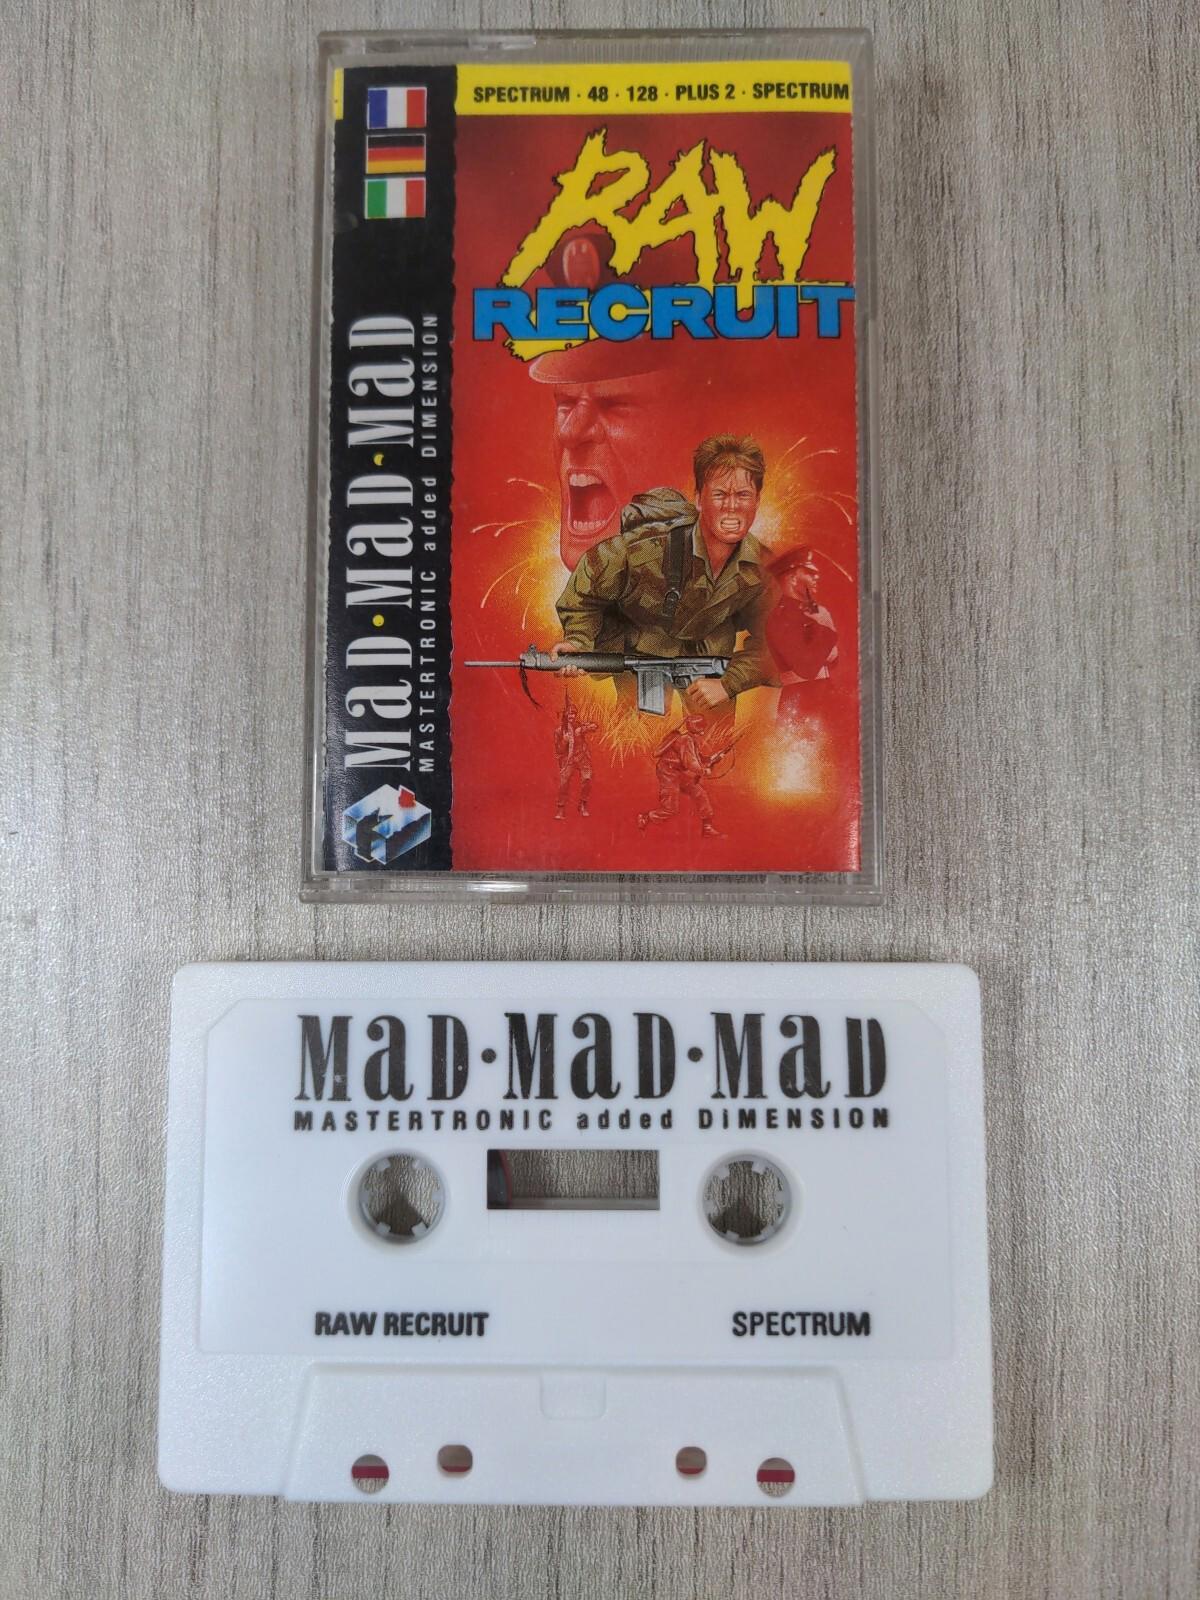 SPECTRUM · 48 · 128 · PLUS 2 · SPECTRUM
RAW
RECRUIT
MaD·MaD·MaD
MASTERTRONIC added DIMENSION
MaD·MaD·MaD
MASTERTRONIC added DiMENSION
RAW RECRUIT
SPECTRUM